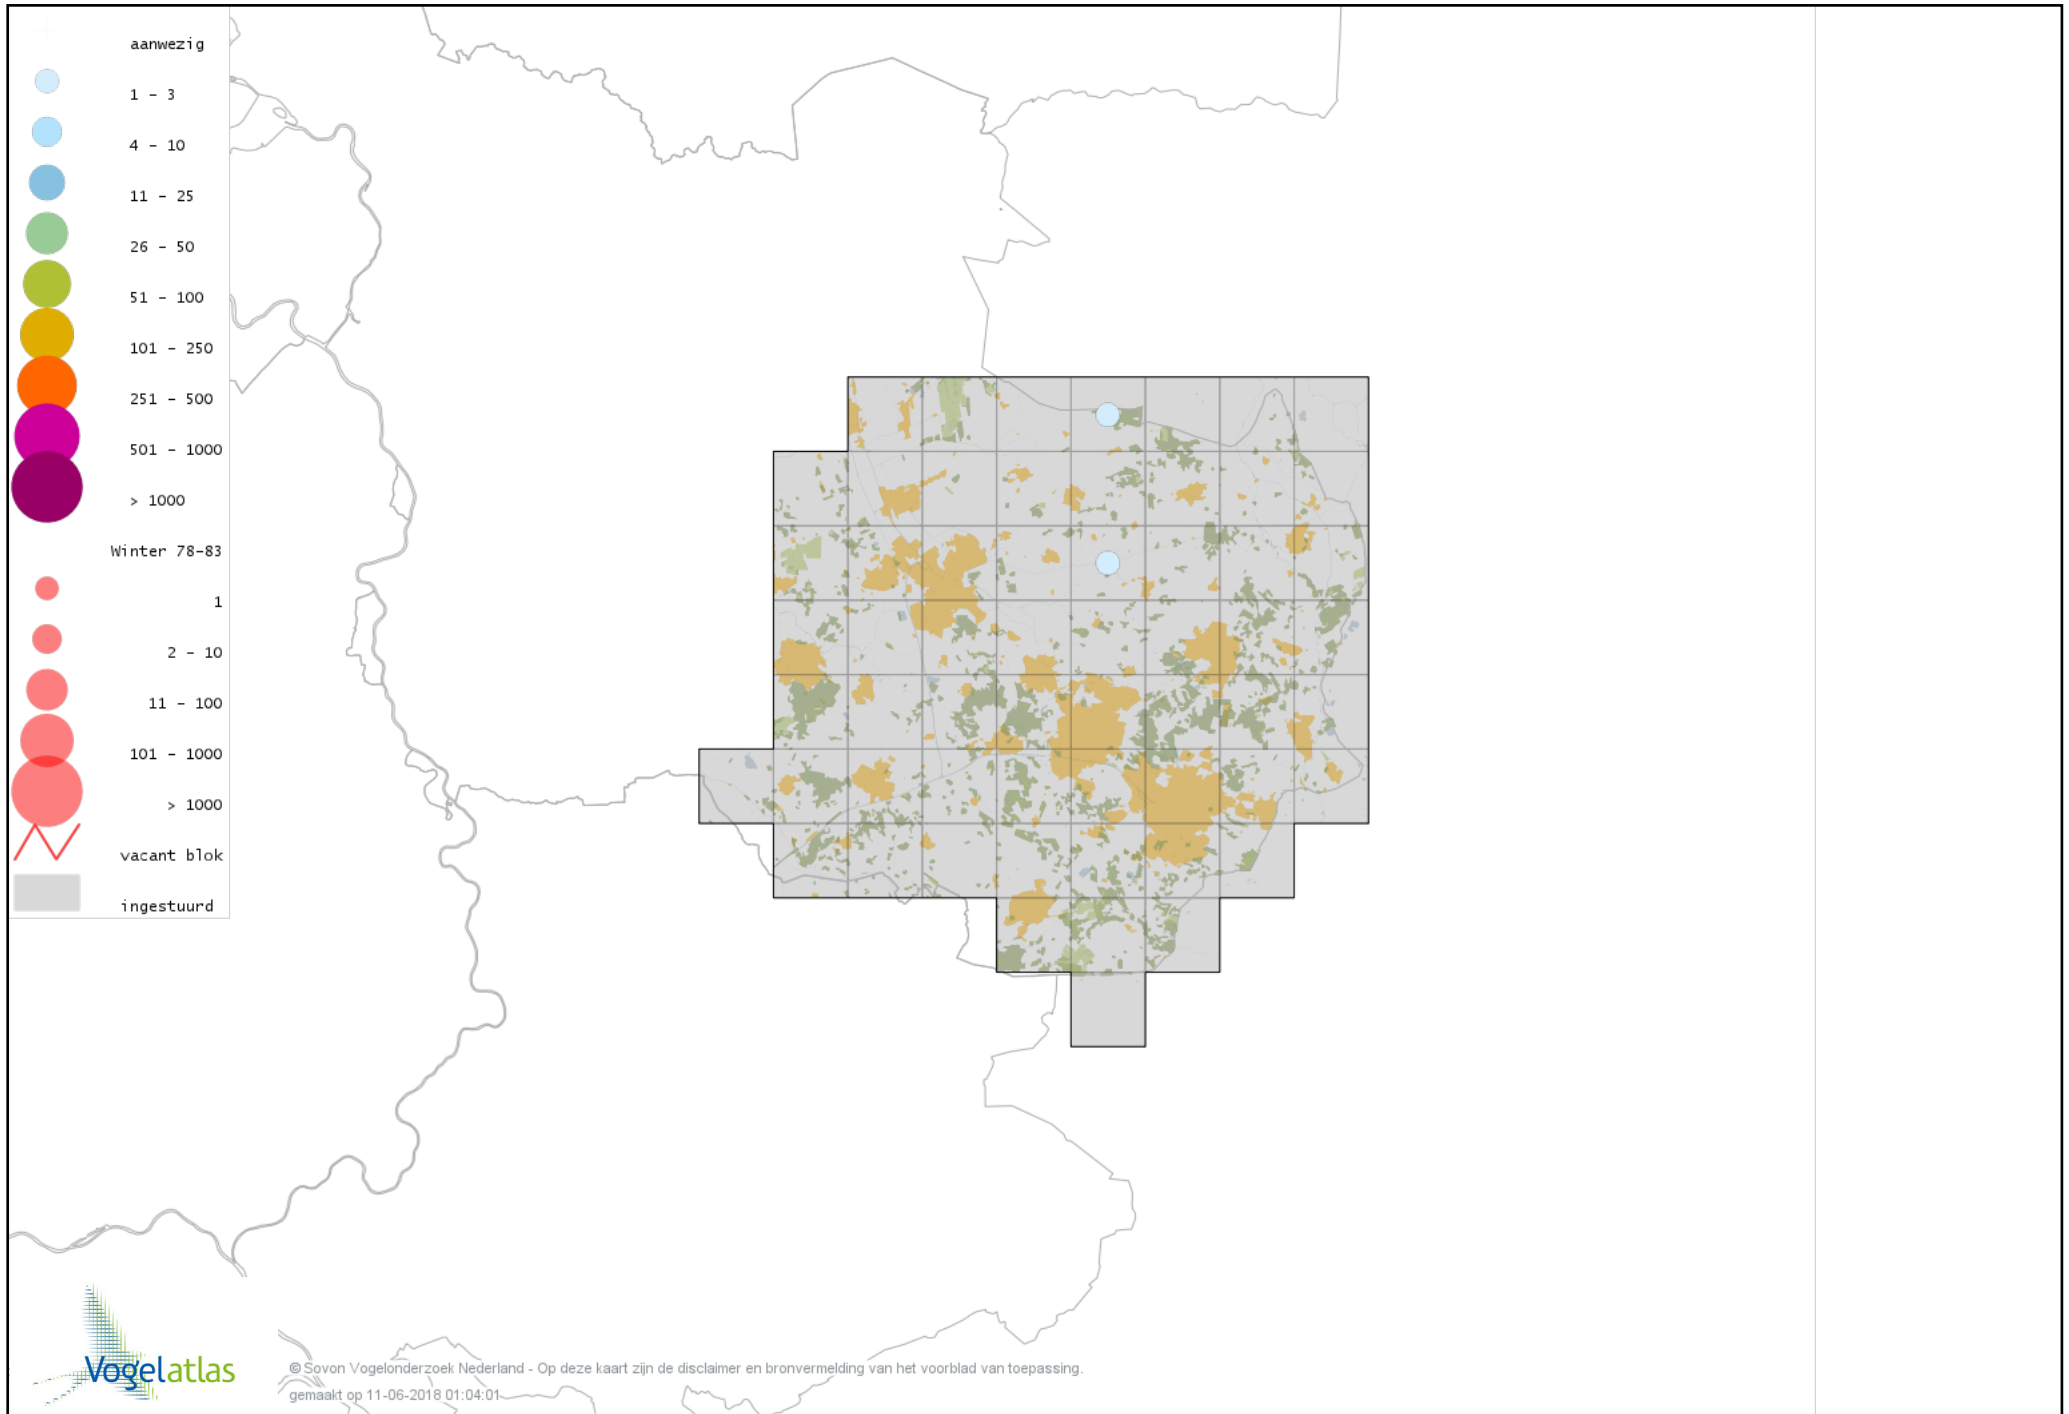 aanwezig
1 - 3
4 - 10
11 - 25
26 - 50
51 - 100
101 - 250
251 - 500
501 - 1000
> 1000
Winter 78-83
1
2 - 10
11 - 100
101 - 1000
> 1000
vacant blok
ingestuurd
Vogelatlas
© Sovon Vogelonderzoek Nederland - Op deze kaart zijn de disclaimer en bronvermelding van het voorblad van toepassing.
gemaakt op 11-06-2018 01:04:01